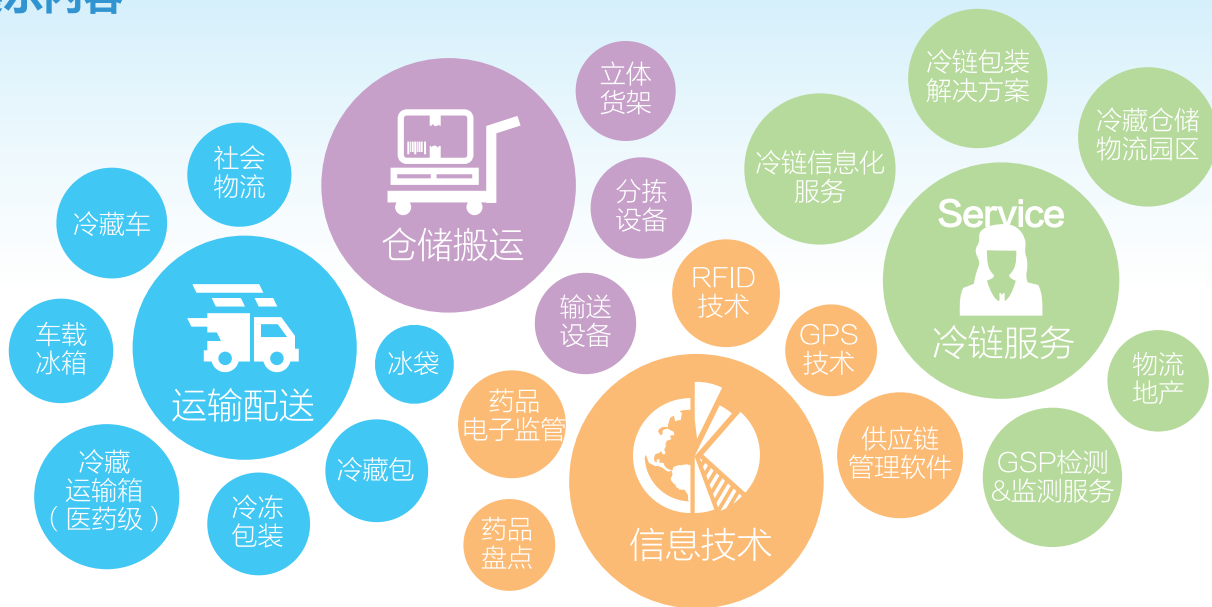 示内容
社会
物流
冷藏车
车载
冰箱
运输配送
冰袋
冷藏包
冷藏
运输箱
（医药级）
冷冻
包装
仓储搬运
立体
货架
分拣
设备
输送
设备
RFID
技术
GPS
技术
药品
电子监管
药品
盘点
信息技术
供应链
管理软件
冷链信息化
服务
冷链包装
解决方案
冷藏仓储
物流园区
Service
冷链服务
物流
地产
GSP检测
&监测服务